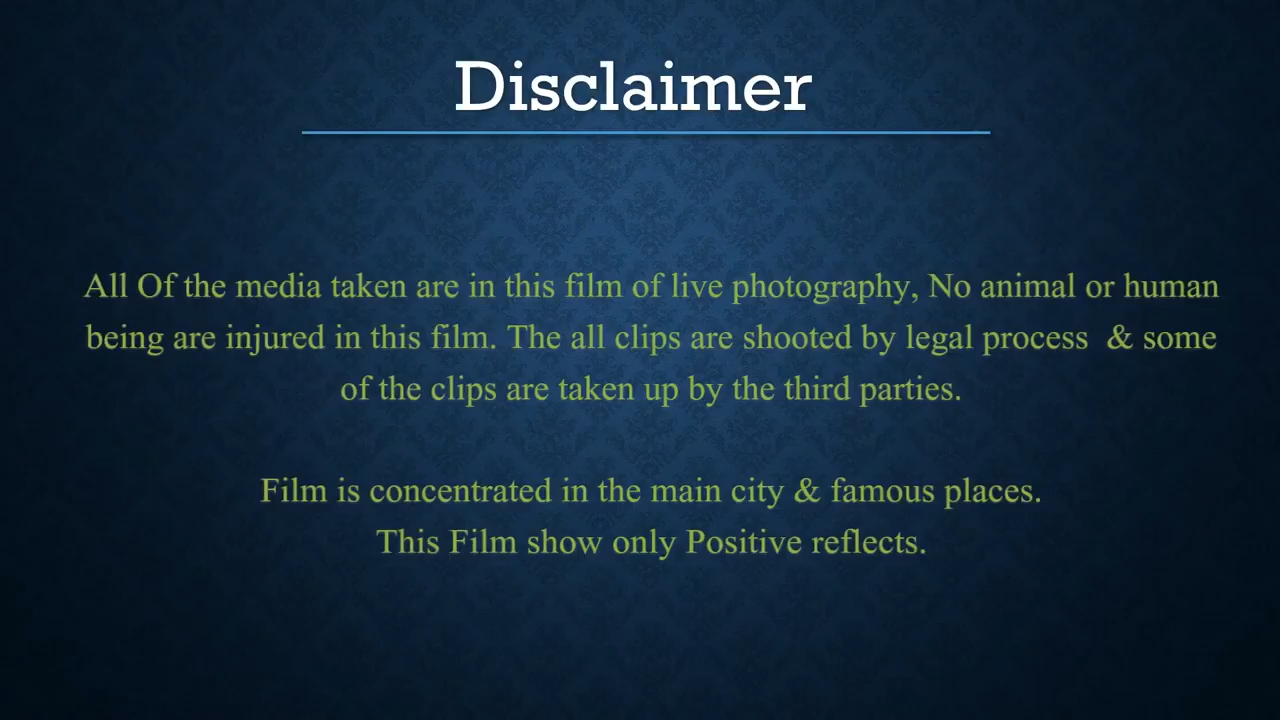 Disclaimer
All Of the media taken are in this film of live photography, No animal or human
being are injured in this film. The all clips are shooted by legal process  & some
of the clips are taken up by the third parties.
Film is concentrated in the main city & famous places.
This Film show only Positive reflects.